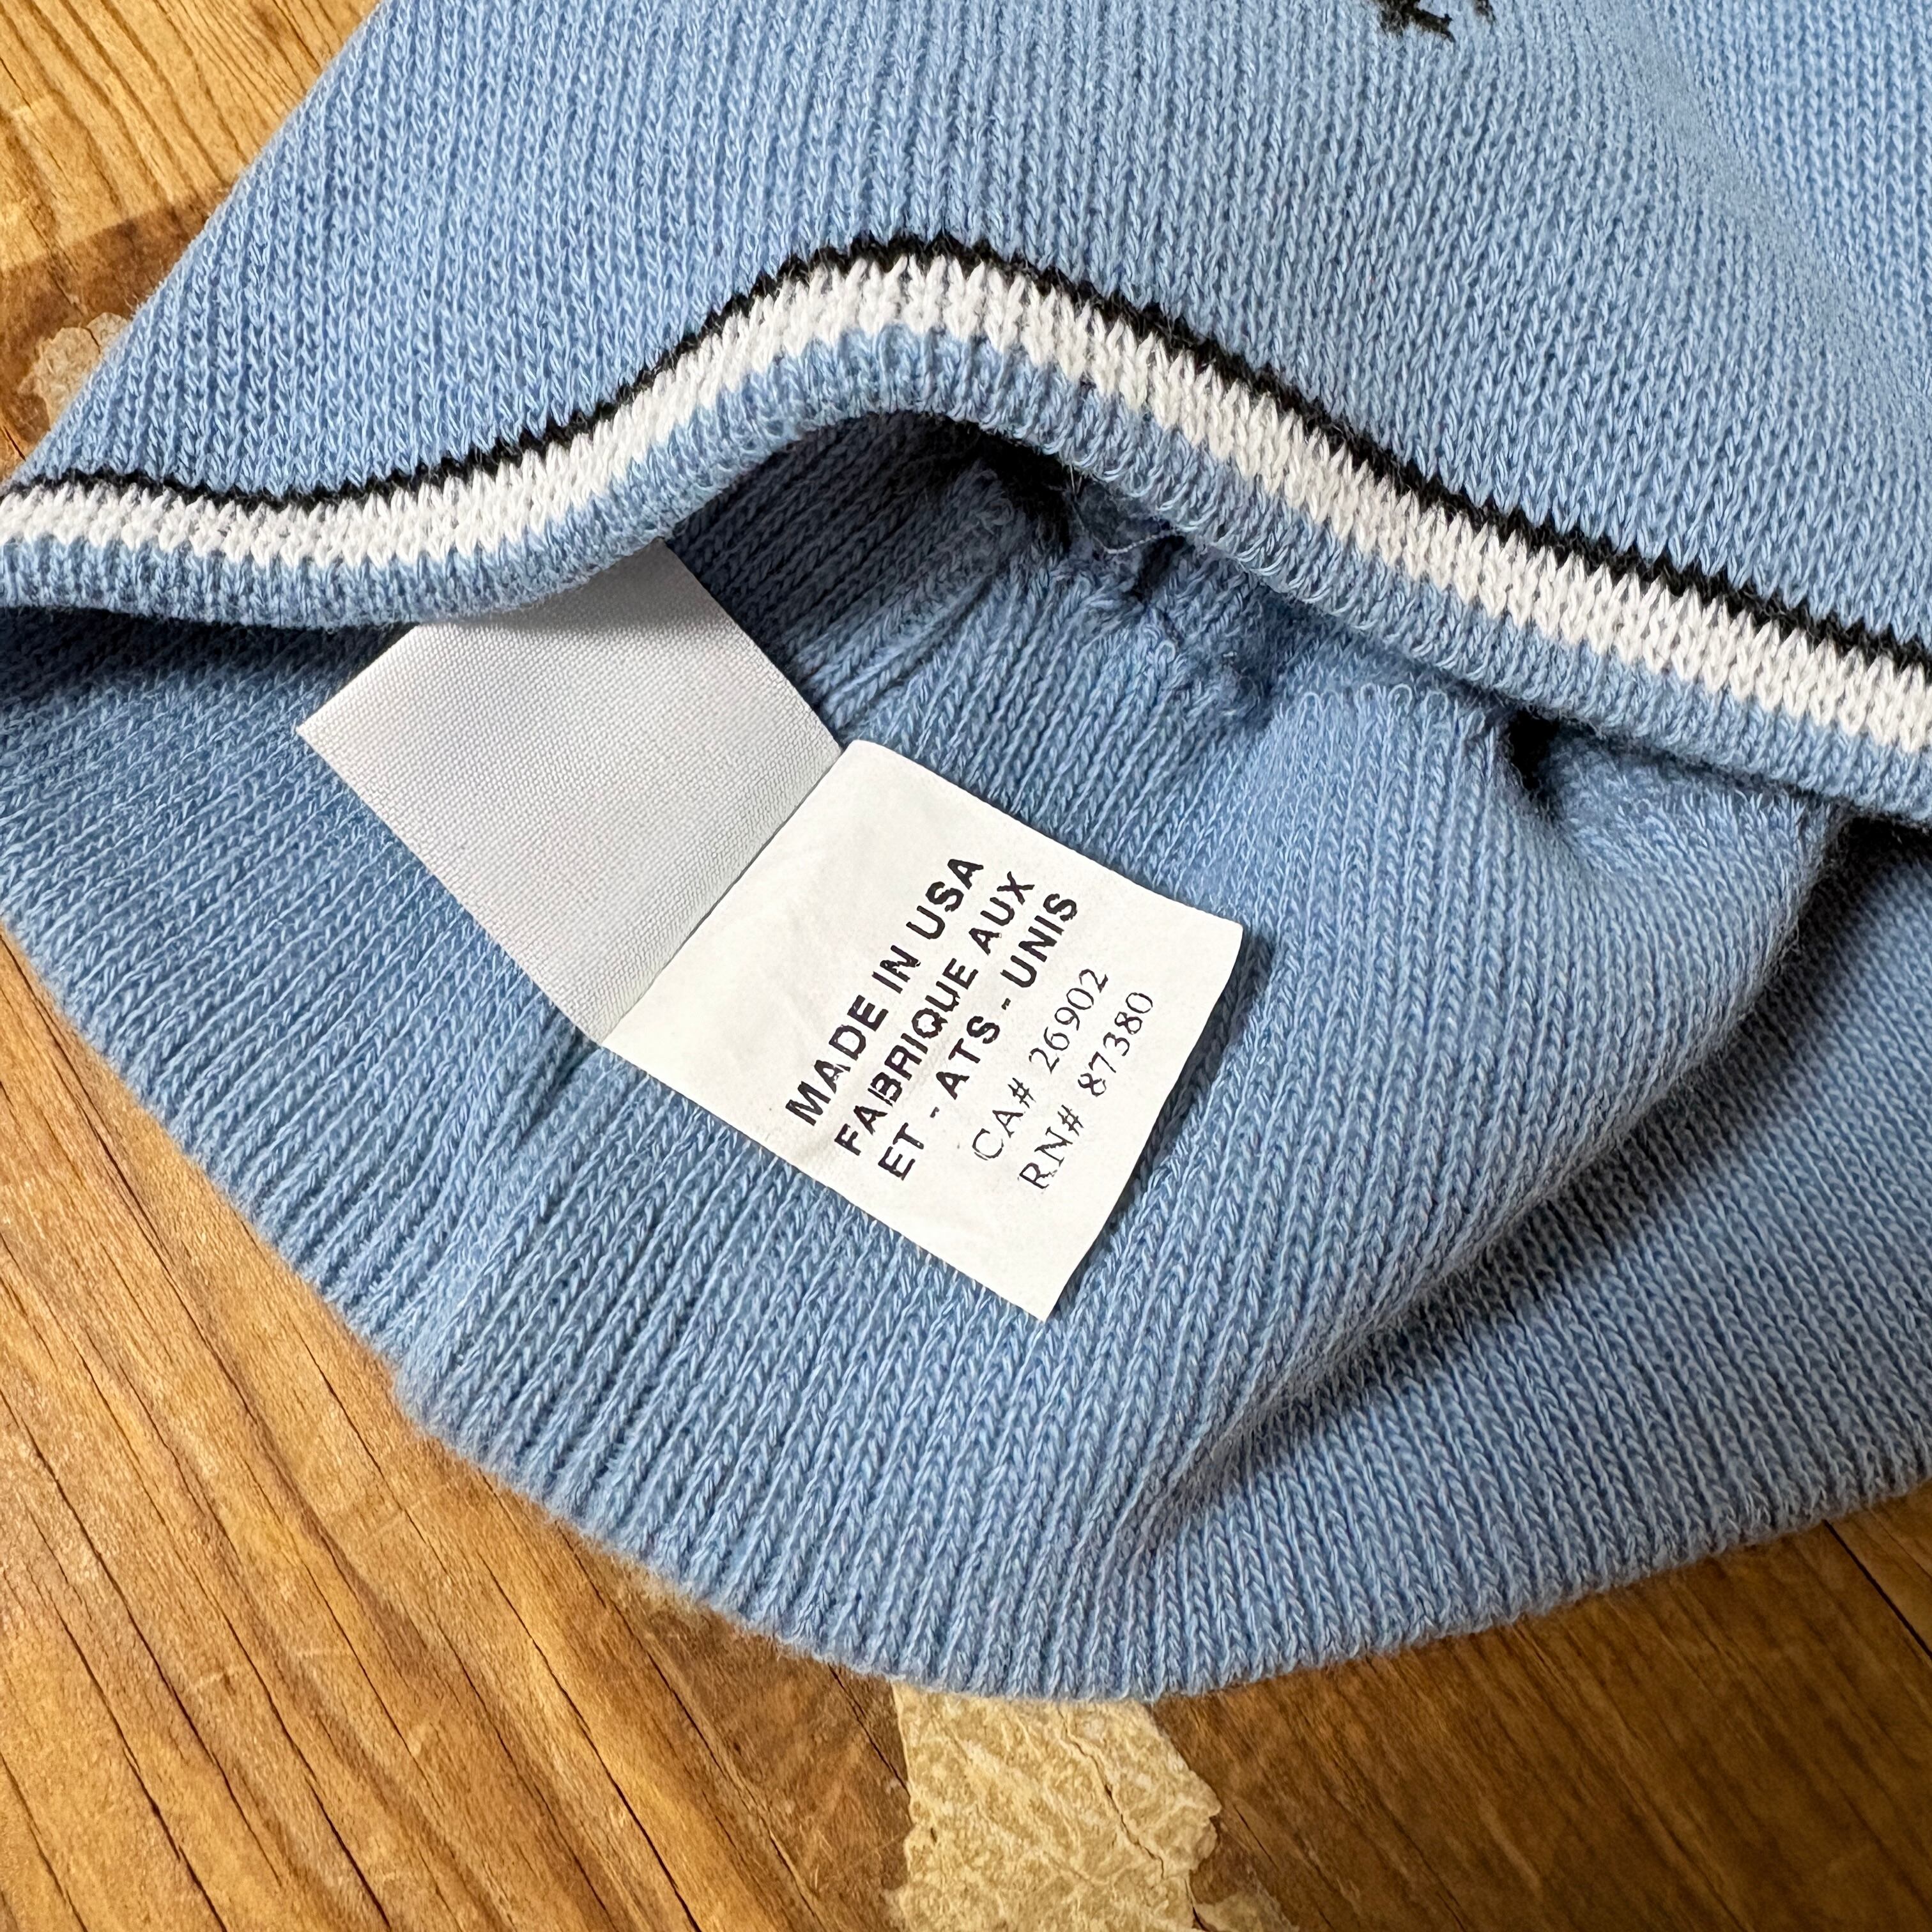 MADE IN USA
FABRIQUE AUX
ET - ATS - UNIS
CA# 26902
RN# 87380